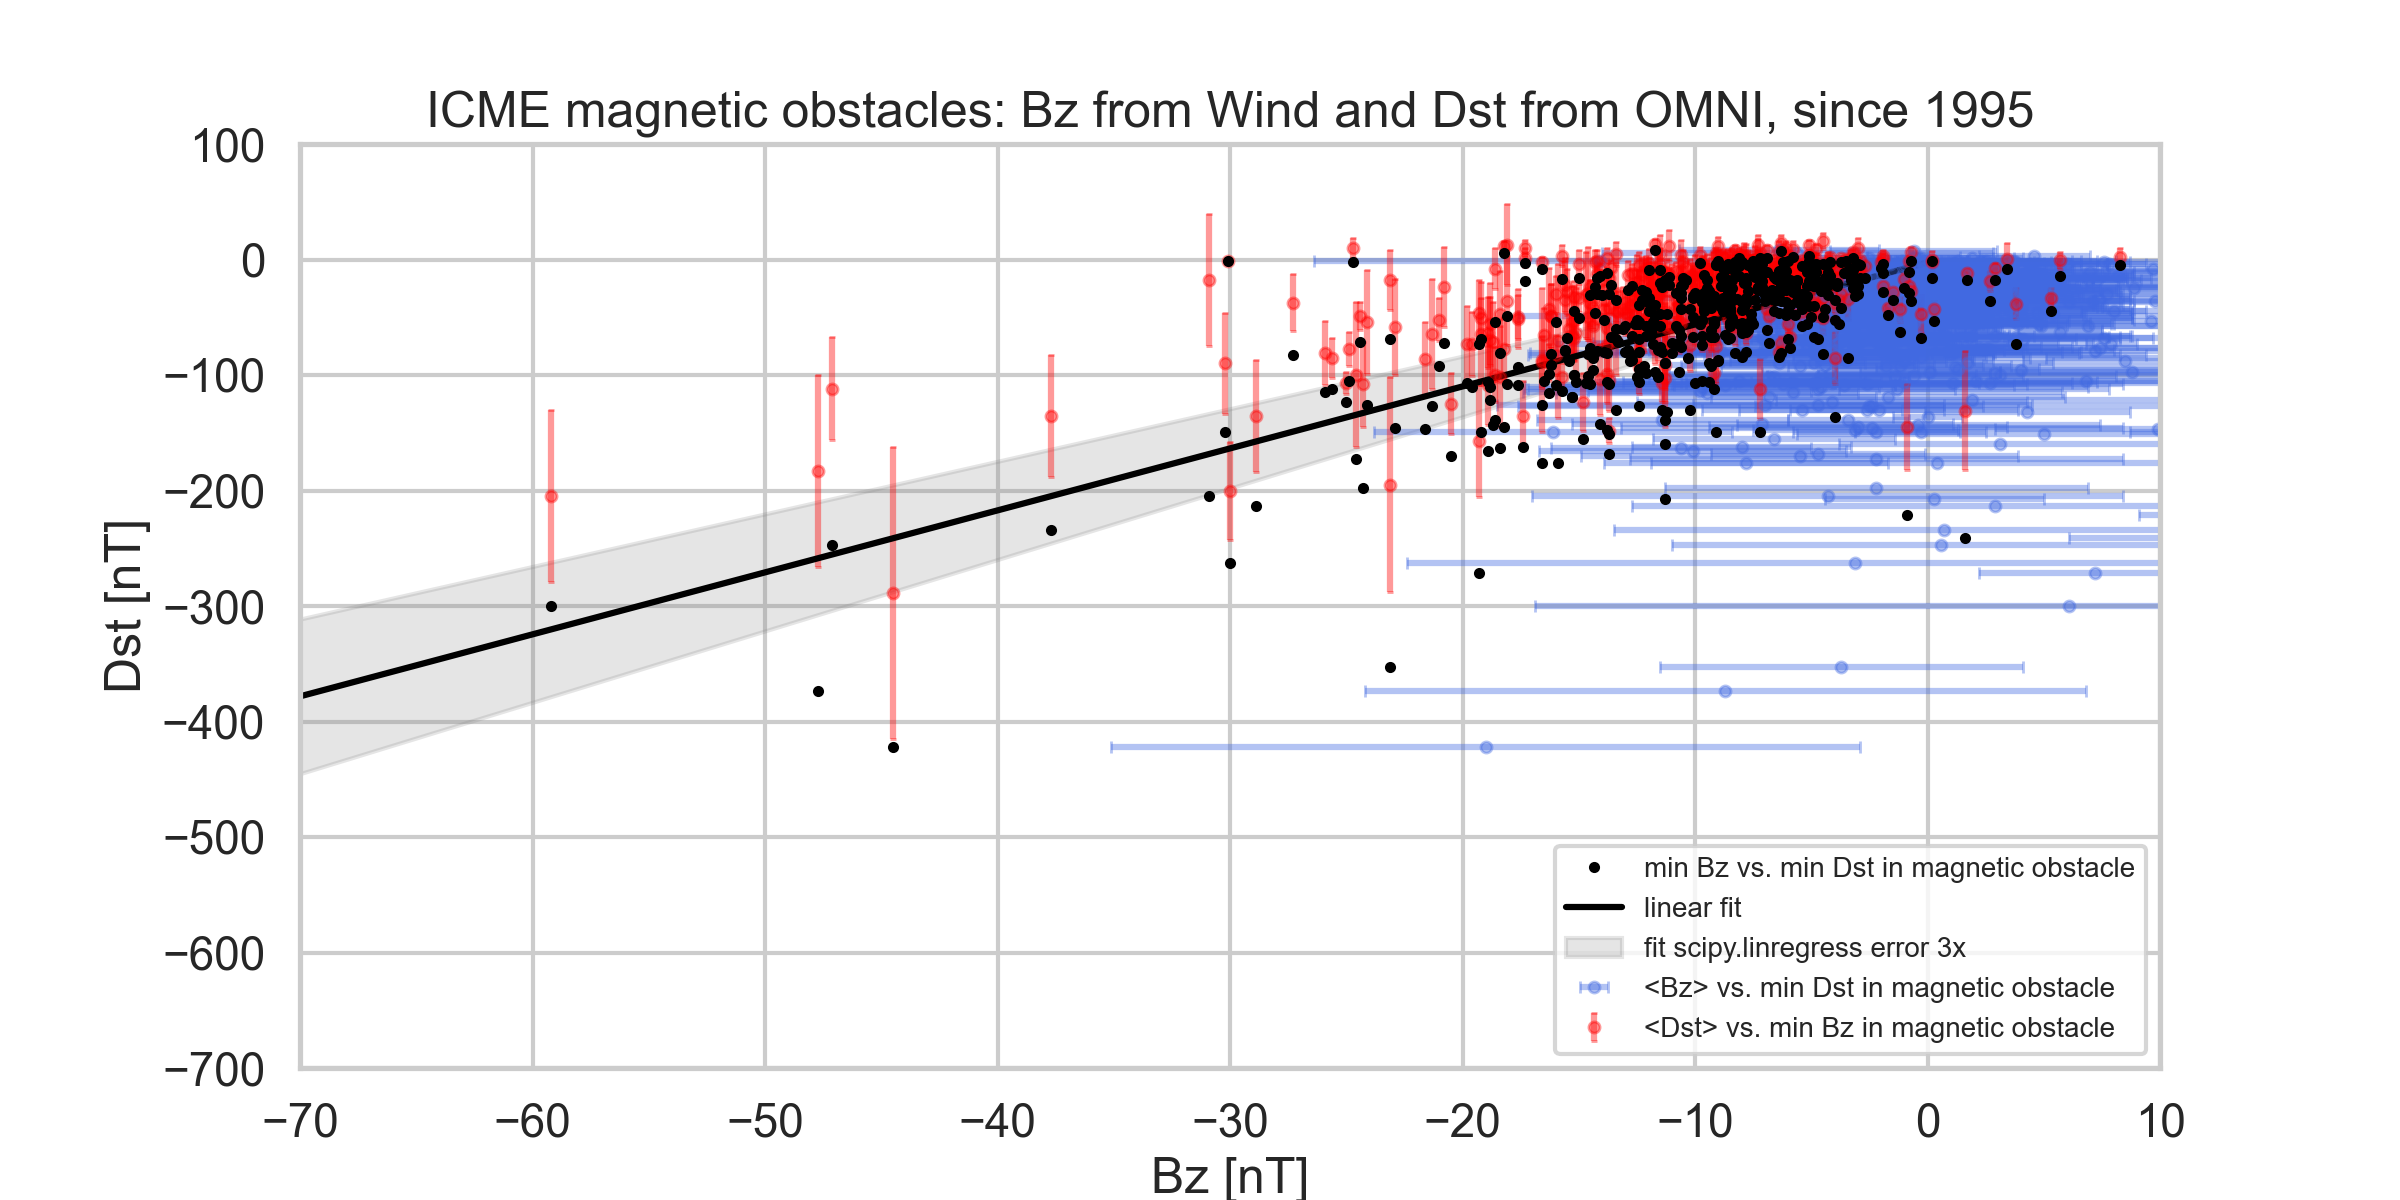 ICME magnetic obstacles: Bz from Wind and Dst from OMNI, since 1995
100
0
−100
−200
−300
−400
−500
−600
−700
Dst [nT]
min Bz vs. min Dst in magnetic obstacle
linear fit
fit scipy.linregress error 3x
<Bz> vs. min Dst in magnetic obstacle
<Dst> vs. min Bz in magnetic obstacle
−70 −60 −50 −40 −30 −20 −10 0 10
Bz [nT]